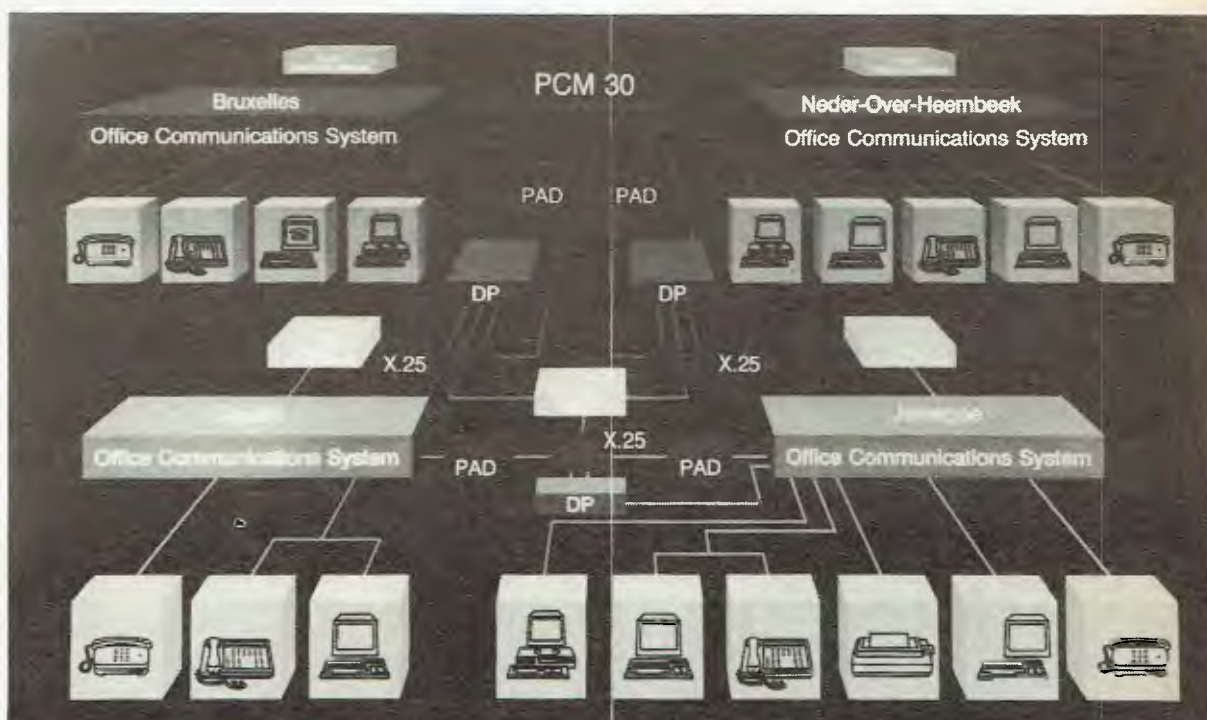 PCM 30
Bruxelles
Office Communications System
Neder-Over-Heembeek
Office Communications System
PAD
PAD
DP
DP
X.25
X.25
Office Communications System
X.25
PAD
PAD
Office Communications System
DP